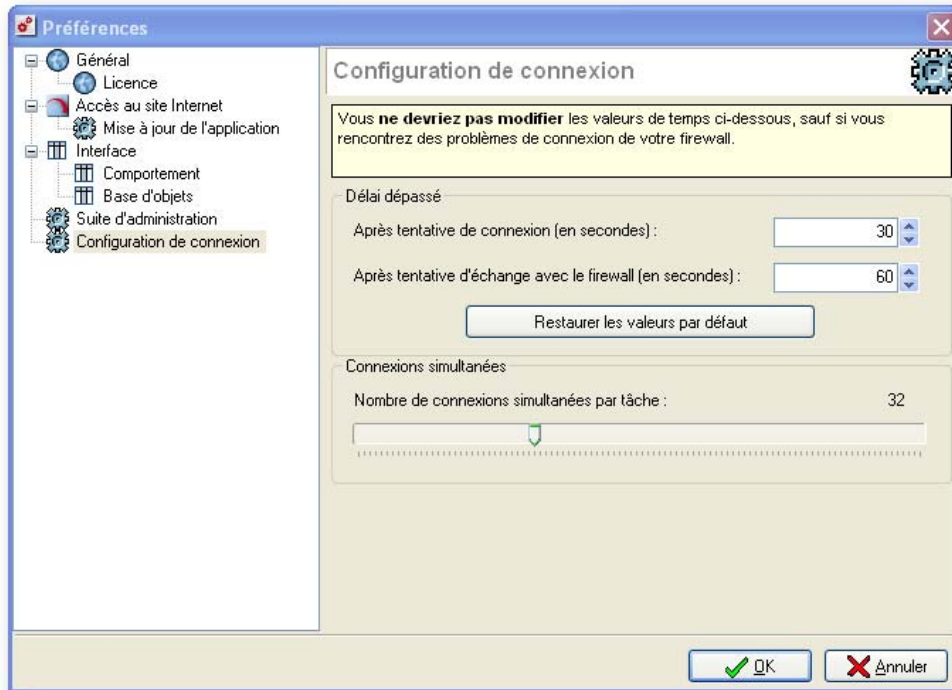 Préférences
Général
Licence
Accès au site Internet
Mise à jour de l'application
Interface
Comportement
Base d'objets
Suite d'administration
Configuration de connexion
Configuration de connexion
Vous ne devriez pas modifier les valeurs de temps ci-dessous, sauf si vous
rencontrez des problèmes de connexion de votre firewall.
Délai dépassé
Après tentative de connexion (en secondes) : 30
Après tentative d'échange avec le firewall (en secondes) : 60
Restaurer les valeurs par défaut
Connexions simultanées
Nombre de connexions simultanées par tâche : 32
OK
Annuler